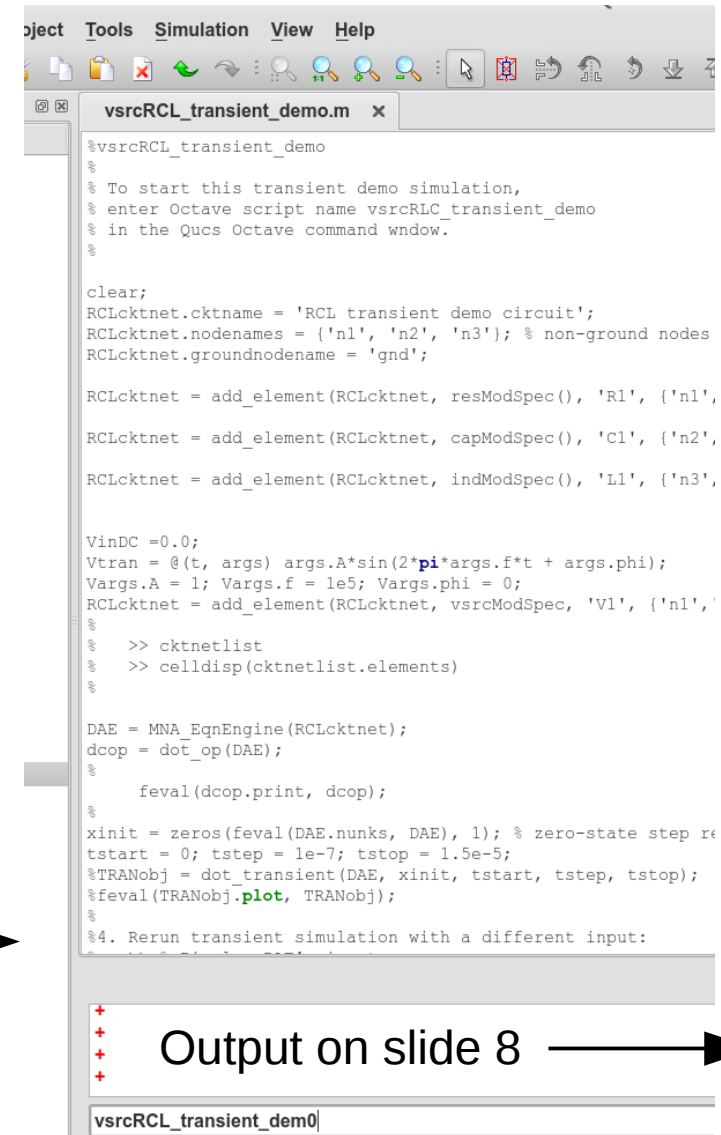 oject Tools Simulation View Help
vsrcRCL_transient_demo.m x
%vsrcRCL_transient_demo
%
% To start this transient demo simulation,
% enter Octave script name vsrcRLC_transient_demo
% in the Qucs Octave command wndow.
%
clear;
RCLcktnet.cktname = 'RCL transient demo circuit';
RCLcktnet.nodenames = {'n1', 'n2', 'n3'}; % non-ground nodes
RCLcktnet.groundnodename = 'gnd';
RCLcktnet = add_element(RCLcktnet, resModSpec(), 'R1', {'n1',
RCLcktnet = add_element(RCLcktnet, capModSpec(), 'C1', {'n2',
RCLcktnet = add_element(RCLcktnet, indModSpec(), 'L1', {'n3',
VinDC =0.0;
Vtran = @(t, args) args.A*sin(2*pi*args.f*t + args.phi);
Vargs.A = 1; Vargs.f = 1e5; Vargs.phi = 0;
RCLcktnet = add_element(RCLcktnet, vsrcModSpec, 'V1', {'n1','
%
% >> cktnetlist
% >> celldisp(cktnetlist.elements)
%
DAE = MNA_EqnEngine(RCLcktnet);
dcop = dot_op(DAE);
%
feval(dcop.print, dcop);
%
xinit = zeros(feval(DAE.nunks, DAE), 1); % zero-state step re
tstart = 0; tstep = 1e-7; tstop = 1.5e-5;
%TRANobj = dot_transient(DAE, xinit, tstart, tstep, tstop);
%feval(TRANobj.plot, TRANobj);
%
%4. Rerun transient simulation with a different input:
+
+
+
+
Output on slide 8
vsrcRCL_transient_dem0